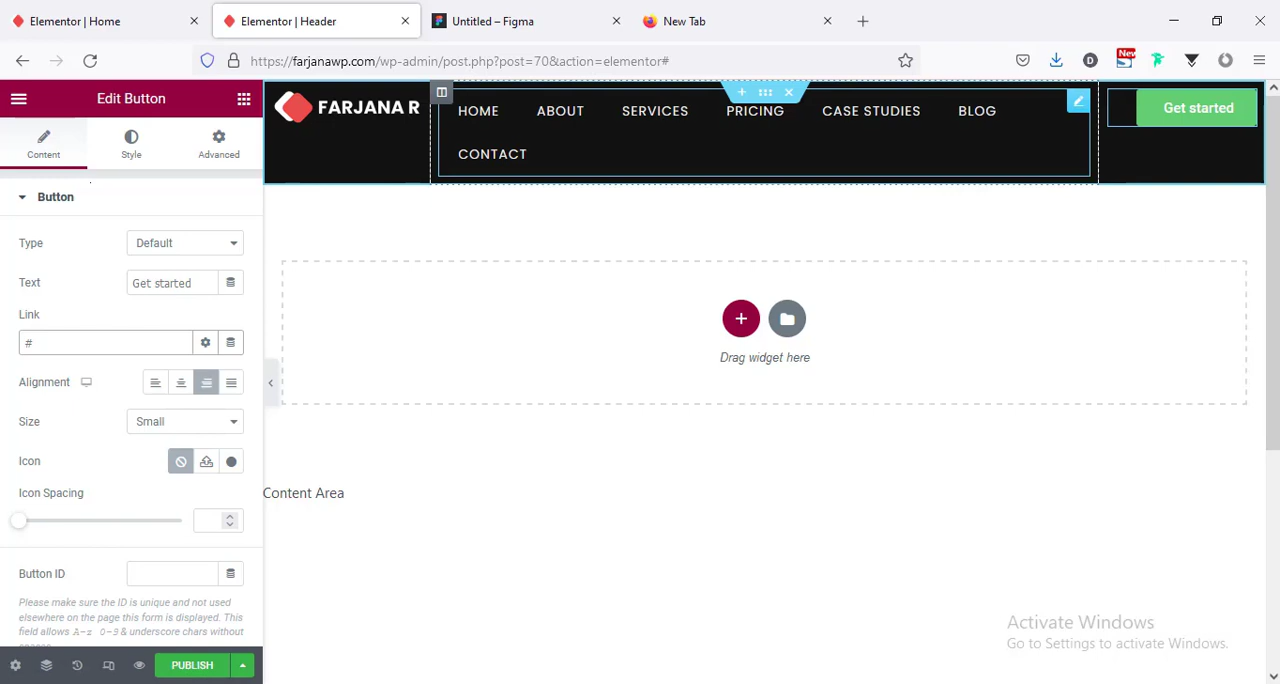 Elementor | Home
Elementor | Header
Untitled – Figma
New Tab
https://farjanawp.com/wp-admin/post.php?post=70&action=elementor#
New
Edit Button
Content
Style
Advanced
Button
Type
Default
Text
Get started
Link
#
Alignment
Size
Small
Icon
Icon Spacing
Button ID
Please make sure the ID is unique and not used
elsewhere on the page this form is displayed. This
field allows A-z 0-9 & underscore chars without
PUBLISH
FARJANA R
HOME
ABOUT
SERVICES
PRICING
CASE STUDIES
BLOG
CONTACT
Get started
Drag widget here
Content Area
Activate Windows
Go to Settings to activate Windows.